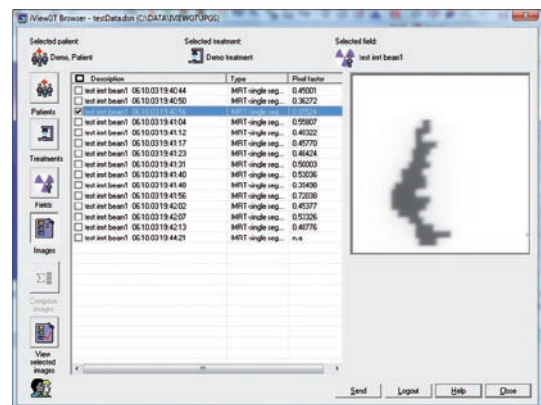 iViewGT Browser - testData.dsn (C:\DATA\IVIEWGT\JPGS)
Selected patient: Selected treatment: Selected field:
Demo, Patient Demo treatment test imrt beam1
Description Type Pixel factor
test imrt beam1 06.10.03 19:40:44 MRT-single seg... 0.45001
test imrt beam1 06.10.03 19:40:50 MRT-single seg... 0.36272
test imrt beam1 06.10.03 19:40:56 MRT-single seg...
test imrt beam1 06.10.03 19:41:04 MRT-single seg... 0.55807
test imrt beam1 06.10.03 19:41:12 MRT-single seg... 0.48322
test imrt beam1 06.10.03 19:41:17 MRT-single seg... 0.45770
test imrt beam1 06.10.03 19:41:23 MRT-single seg... 0.46424
test imrt beam1 06.10.03 19:41:31 MRT-single seg... 0.50003
test imrt beam1 06.10.03 19:41:40 MRT-single seg... 0.53036
test imrt beam1 06.10.03 19:41:48 MRT-single seg... 0.39498
test imrt beam1 06.10.03 19:41:56 MRT-single seg... 0.72038
test imrt beam1 06.10.03 19:42:02 MRT-single seg... 0.45377
test imrt beam1 06.10.03 19:42:07 MRT-single seg... 0.53326
test imrt beam1 06.10.03 19:42:13 MRT-single seg... 0.48776
test imrt beam1 06.10.03 19:44:21 n.a
Patients
Treatments
Fields
Images
Compose
images
View
selected
images
Send Logout Help Close